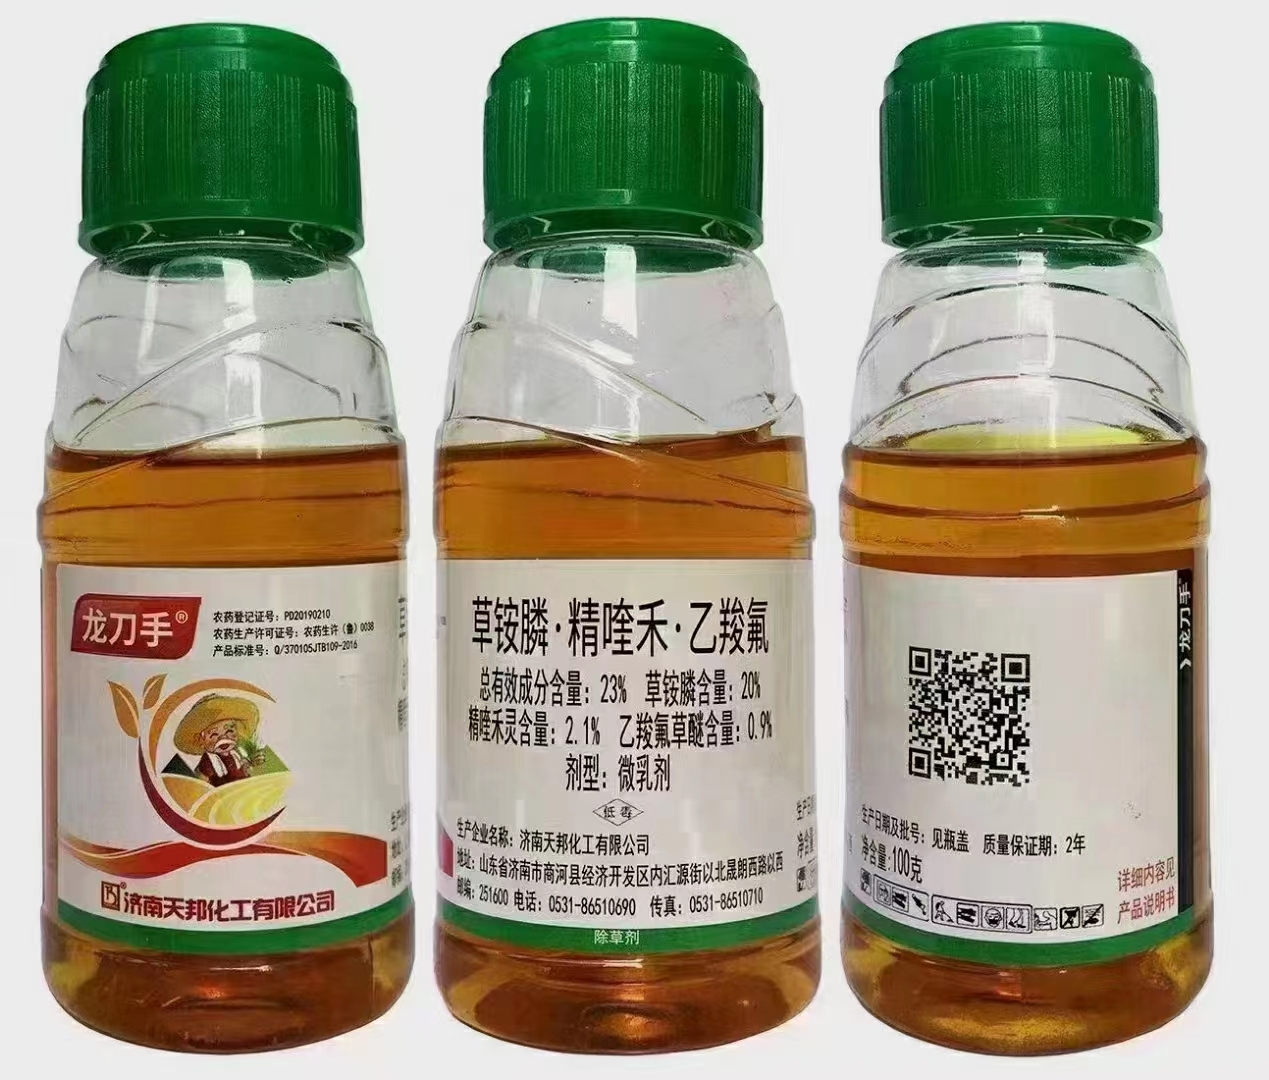 龙刀手®
农药登记证号：PD20190210
农药生产许可证号：农药生许（鲁）0038
产品标准号：Q/370105JTB109-2016
济南天邦化工有限公司
草铵膦·精喹禾·乙羧氟
总有效成分含量：23% 草铵膦含量：20%
精喹禾灵含量：2.1% 乙羧氟草醚含量：0.9%
剂型：微乳剂
低毒
生产企业名称：济南天邦化工有限公司
地址：山东省济南市商河县经济开发区内汇源街以北晟朗西路以西
邮编：251600 电话：0531-86510690 传真：0531-86510710
除草剂
龙刀手
生产日期及批号：见瓶盖 质量保证期：2年
净含量:100克
详细内容见
产品说明书